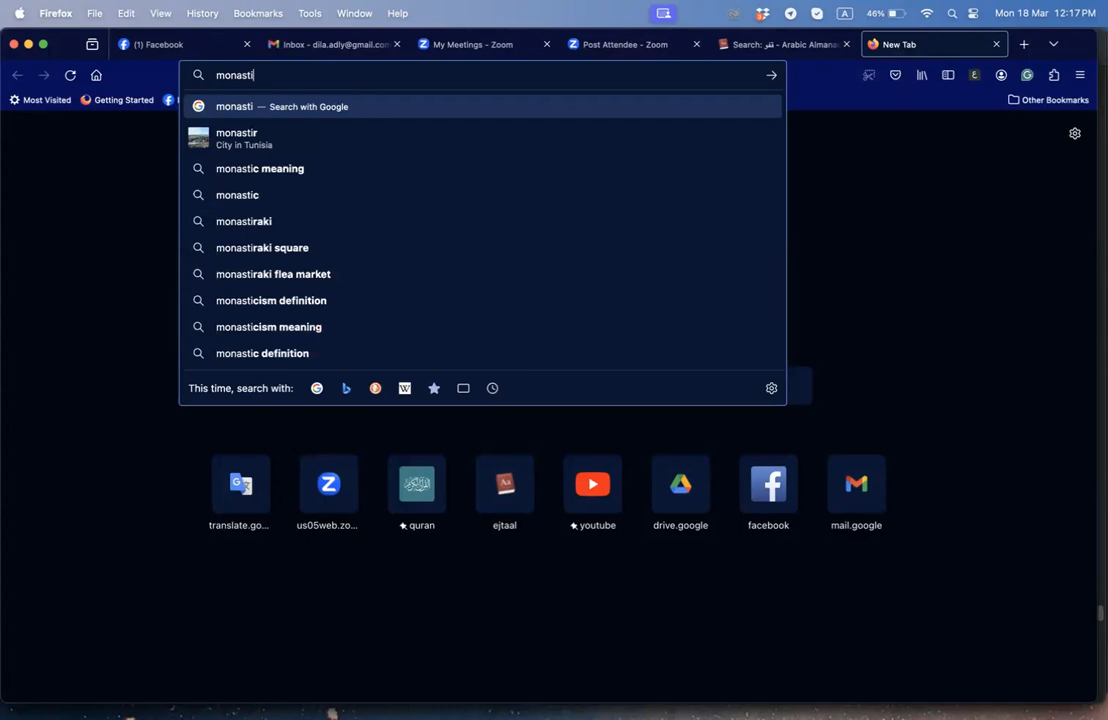 Firefox File Edit View History Bookmarks Tools Window Help A 46% Mon 18 Mar 12:17 PM
(1) Facebook Inbox - dila.adly@gmail.com My Meetings - Zoom Post Attendee - Zoom Search: تفر - Arabic Almana New Tab
monasti
Most Visited Getting Started Other Bookmarks
monasti — Search with Google
monastir
City in Tunisia
monastic meaning
monastic
monastiraki
monastiraki square
monastiraki flea market
monasticism definition
monasticism meaning
monastic definition
This time, search with:
translate.go... us05web.zo... quran ejtaal youtube drive.google facebook mail.google